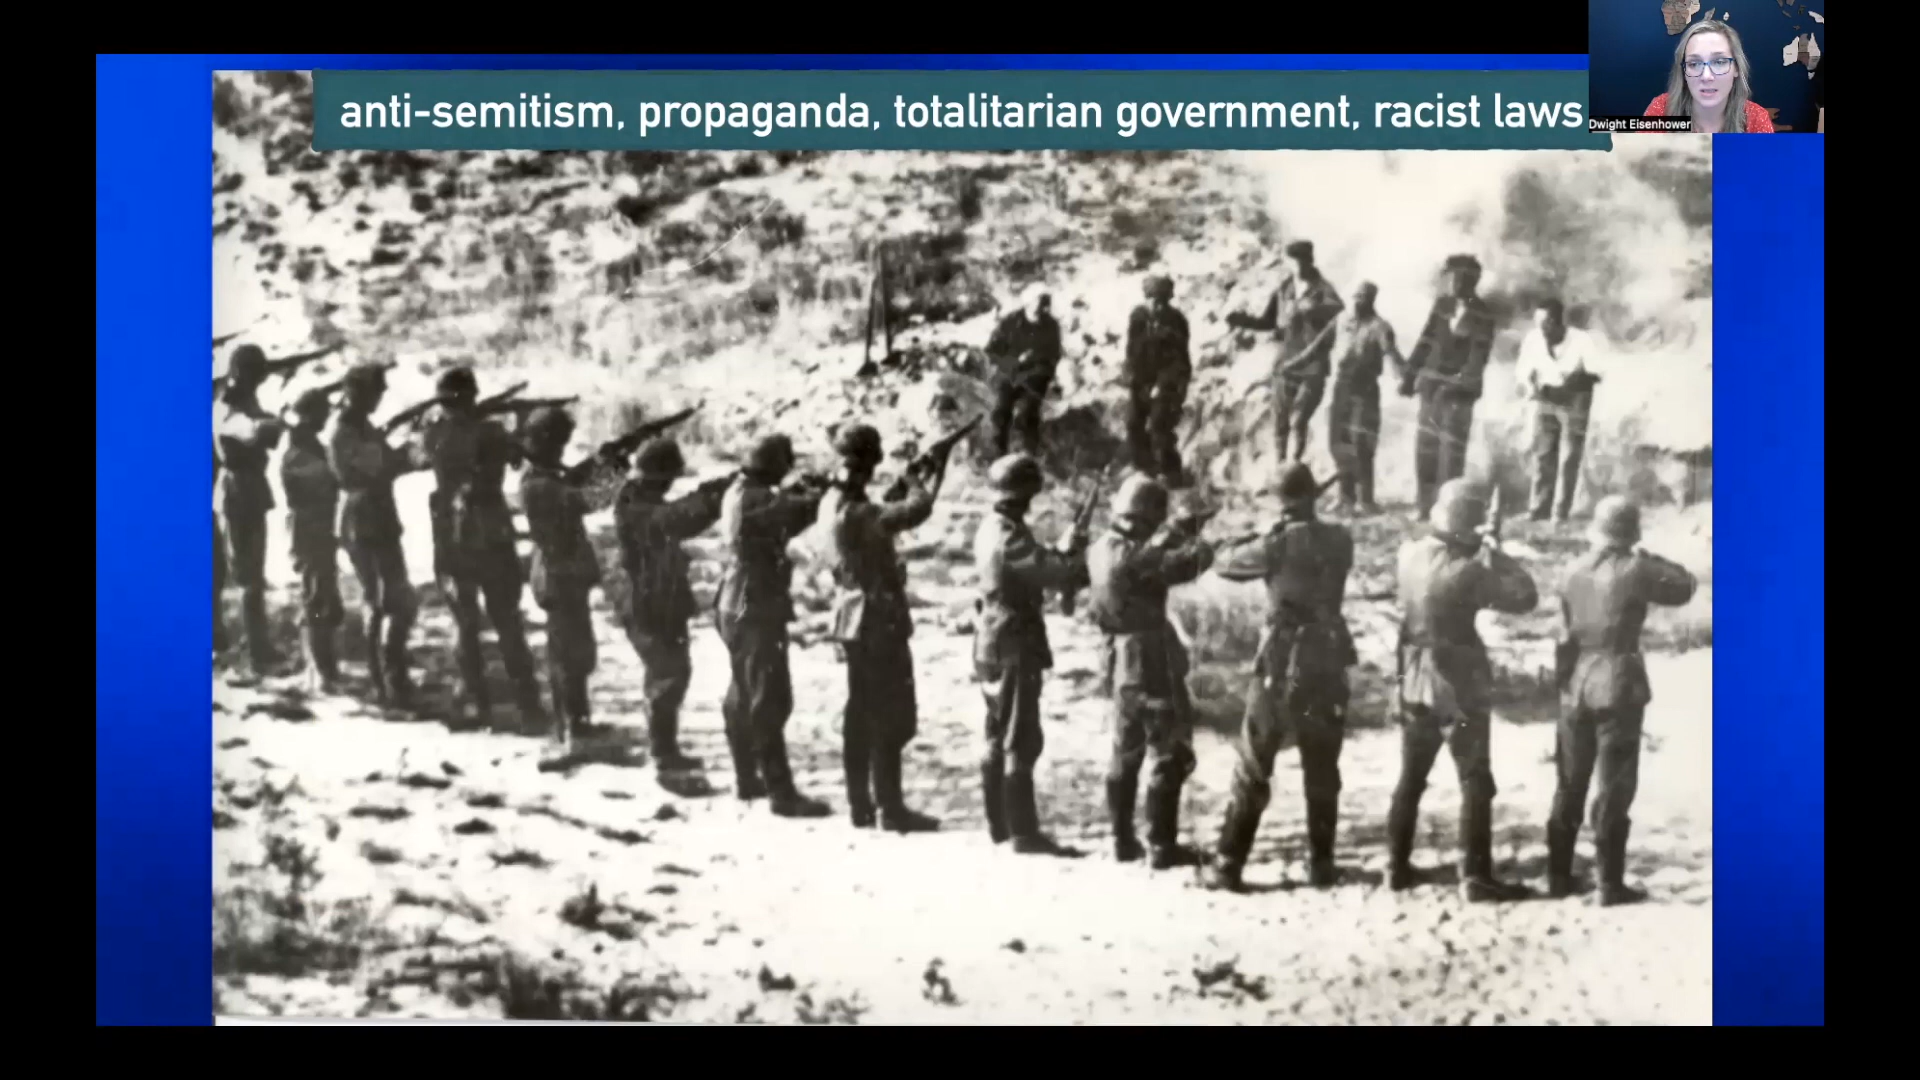 anti-semitism, propaganda, totalitarian government, racist laws
Dwight Eisenhower